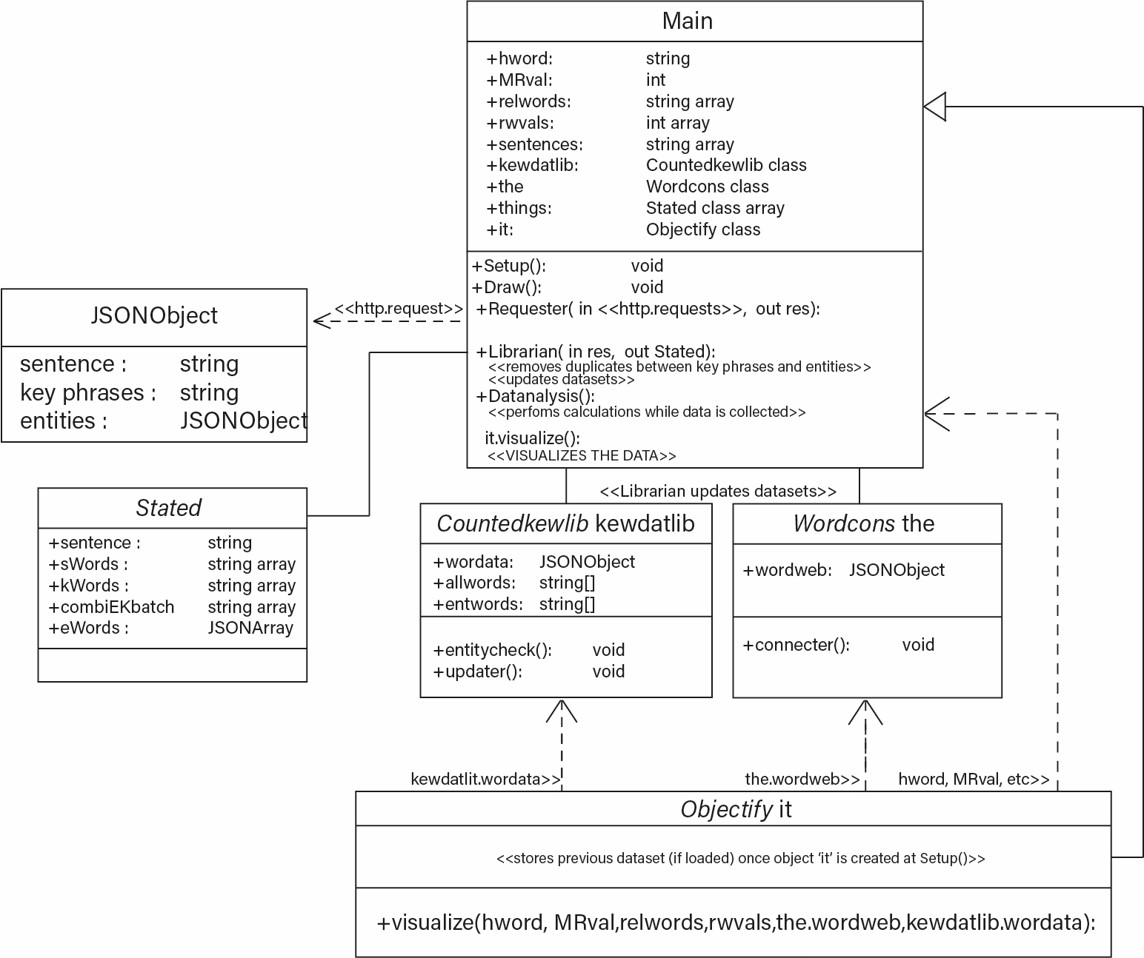 Main
+hword: string
+MRval: int
+relwords: string array
+rwvals: int array
+sentences: string array
+kewdatlib: Countedkewlib class
+the Wordcons class
+things: Stated class array
+it: Objectify class
+Setup(): void
+Draw(): void
+Requester( in <<http.requests>>, out res):
+Librarian( in res, out Stated):
<<removes duplicates between key phrases and entities>>
<<updates datasets>>
+Datanalysis():
<<perfoms calculations while data is collected>>
it.visualize():
<<VISUALIZES THE DATA>>
<<http.request>>
JSONObject
sentence : string
key phrases : string
entities : JSONObject
Stated
+sentence : string
+sWords : string array
+kWords : string array
+combiEKbatch string array
+eWords : JSONArray
<<Librarian updates datasets>>
Countedkewlib kewdatlib
+wordata: JSONObject
+allwords: string[]
+entwords: string[]
+entitycheck(): void
+updater(): void
Wordcons the
+wordweb: JSONObject
+connecter(): void
kewdatlit.wordata>>
the.wordweb>>
hword, MRval, etc>>
Objectify it
<<stores previous dataset (if loaded) once object ‘it’ is created at Setup()>>
+visualize(hword, MRval,relwords,rwvals,the.wordweb,kewdatlib.wordata):